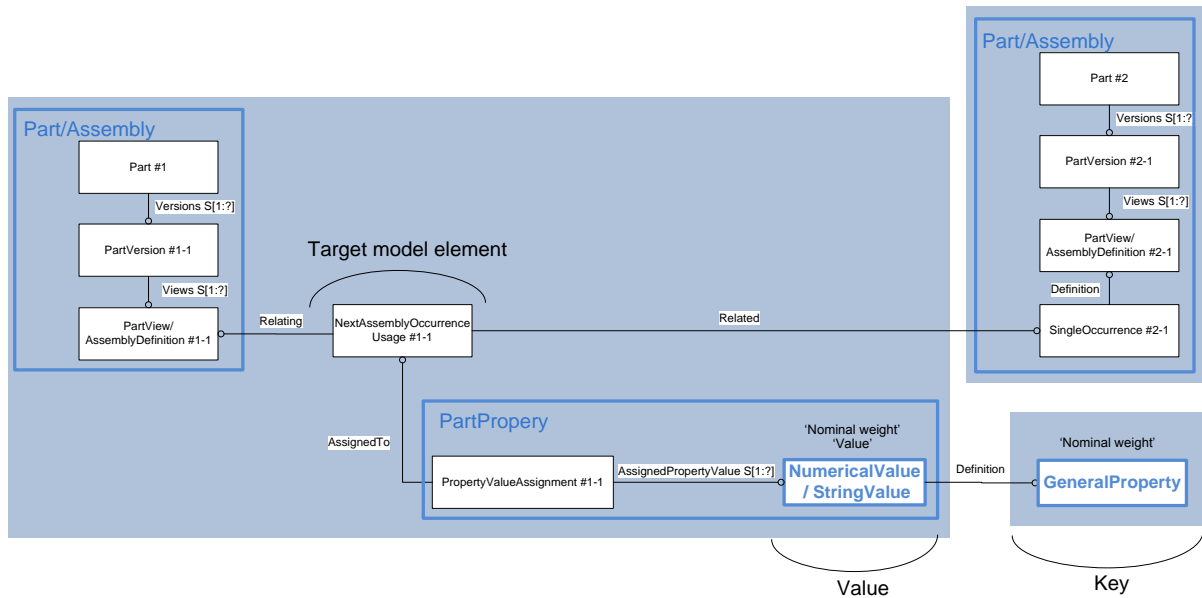 Part/Assembly
Part #1
Versions S[1:?]
PartVersion #1-1
Views S[1:?]
PartView/
AssemblyDefinition #1-1
Relating
Target model element
NextAssemblyOccurrence
Usage #1-1
Related
Part/Assembly
Part #2
Versions S[1:?
PartVersion #2-1
Views S[1:?]
PartView/
AssemblyDefinition #2-1
Definition
SingleOccurrence #2-1
AssignedTo
PartPropery
PropertyValueAssignment #1-1
AssignedPropertyValue S[1:?]
'Nominal weight'
'Value'
NumericalValue
/ StringValue
Definition
'Nominal weight'
GeneralProperty
Value
Key